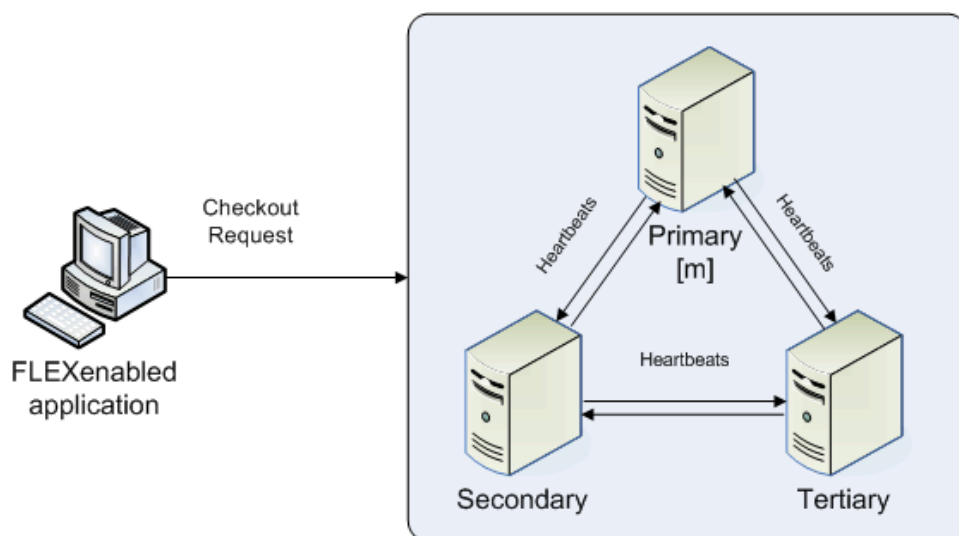 Checkout
Request
FLEXenabled
application
Primary
[m]
Heartbeats
Heartbeats
Heartbeats
Secondary
Tertiary